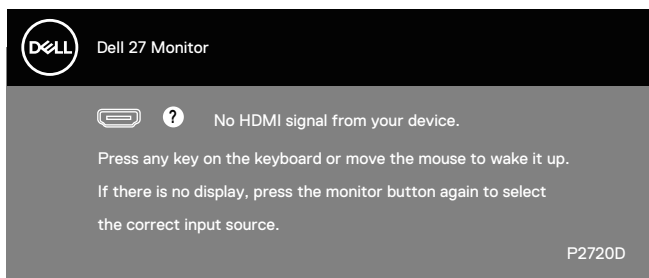 DELL
Dell 27 Monitor
? No HDMI signal from your device.
Press any key on the keyboard or move the mouse to wake it up.
If there is no display, press the monitor button again to select
the correct input source.
P2720D